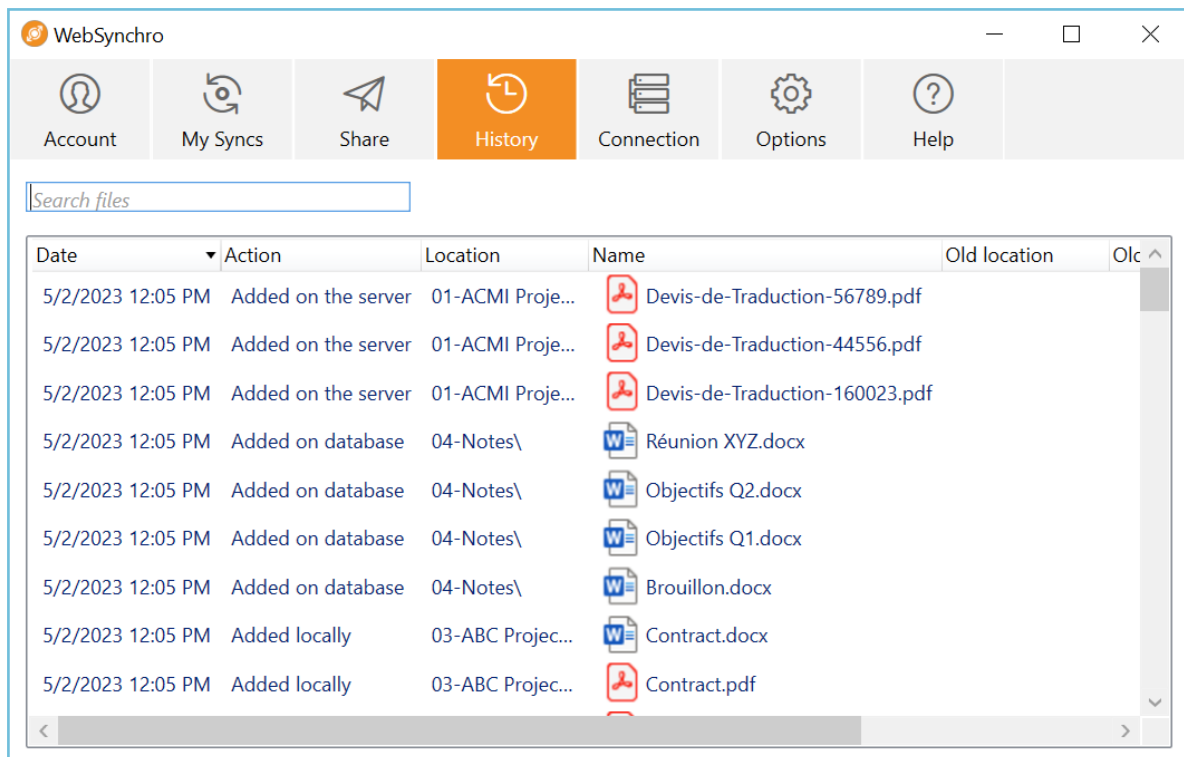 WebSynchro
Account My Syncs Share History Connection Options Help
Search files
Date Action Location Name Old location
5/2/2023 12:05 PM Added on the server 01-ACMI Proje... Devis-de-Traduction-56789.pdf
5/2/2023 12:05 PM Added on the server 01-ACMI Proje... Devis-de-Traduction-44556.pdf
5/2/2023 12:05 PM Added on the server 01-ACMI Proje... Devis-de-Traduction-160023.pdf
5/2/2023 12:05 PM Added on database 04-Notes\ Réunion XYZ.docx
5/2/2023 12:05 PM Added on database 04-Notes\ Objectifs Q2.docx
5/2/2023 12:05 PM Added on database 04-Notes\ Objectifs Q1.docx
5/2/2023 12:05 PM Added on database 04-Notes\ Brouillon.docx
5/2/2023 12:05 PM Added locally 03-ABC Projec... Contract.docx
5/2/2023 12:05 PM Added locally 03-ABC Projec... Contract.pdf